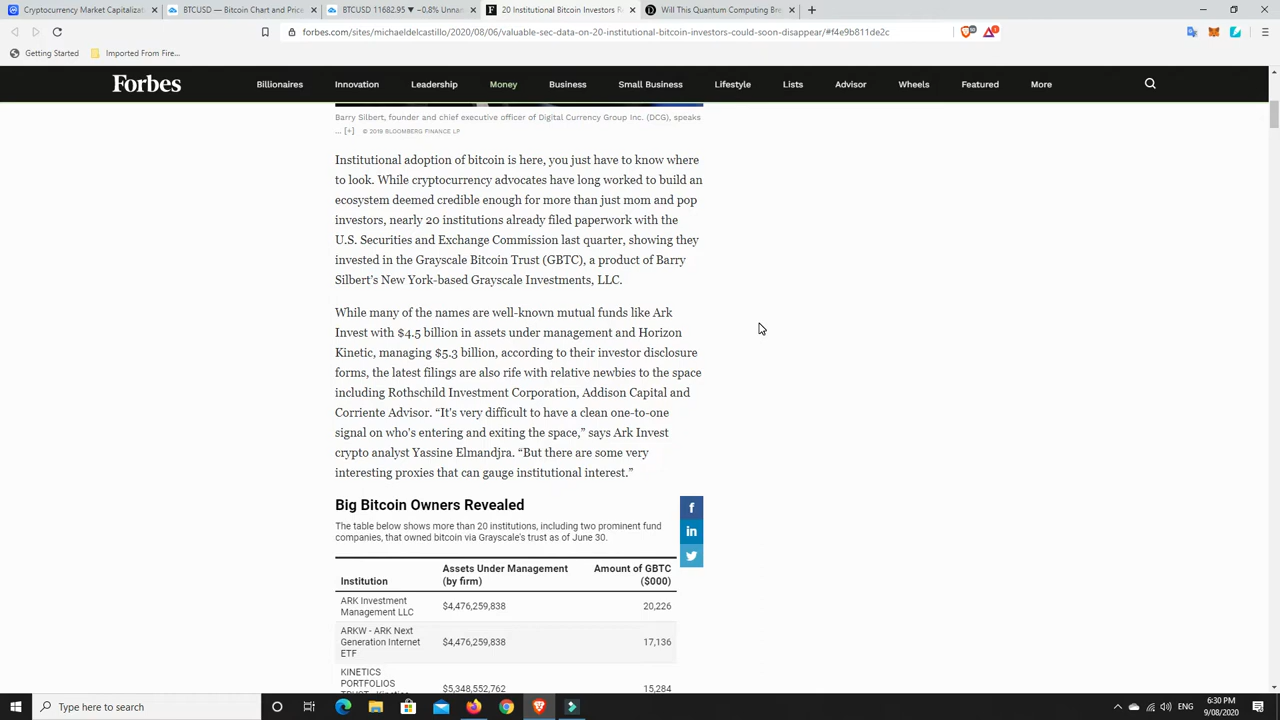 Cryptocurrency Market Capitalizat
BTCUSD — Bitcoin Chart and Price
BTCUSD 11682.95 ▼ −0.8% Unna
20 Institutional Bitcoin Investors R
Will This Quantum Computing Bre
forbes.com/sites/michaeldelcastillo/2020/08/06/valuable-sec-data-on-20-institutional-bitcoin-investors-could-soon-disappear/#f4e9b811de2c
Getting Started
Imported From Fire...
Forbes
Billionaires
Innovation
Leadership
Money
Business
Small Business
Lifestyle
Lists
Advisor
Wheels
Featured
More
Barry Silbert, founder and chief executive officer of Digital Currency Group Inc. (DCG), speaks
... [+] © 2019 BLOOMBERG FINANCE LP
Institutional adoption of bitcoin is here, you just have to know where
to look. While cryptocurrency advocates have long worked to build an
ecosystem deemed credible enough for more than just mom and pop
investors, nearly 20 institutions already filed paperwork with the
U.S. Securities and Exchange Commission last quarter, showing they
invested in the Grayscale Bitcoin Trust (GBTC), a product of Barry
Silbert's New York-based Grayscale Investments, LLC.
While many of the names are well-known mutual funds like Ark
Invest with $4.5 billion in assets under management and Horizon
Kinetic, managing $5.3 billion, according to their investor disclosure
forms, the latest filings are also rife with relative newbies to the space
including Rothschild Investment Corporation, Addison Capital and
Corriente Advisor. “It's very difficult to have a clean one-to-one
signal on who's entering and exiting the space,” says Ark Invest
crypto analyst Yassine Elmandjra. “But there are some very
interesting proxies that can gauge institutional interest.”
Big Bitcoin Owners Revealed
The table below shows more than 20 institutions, including two prominent fund
companies, that owned bitcoin via Grayscale's trust as of June 30.
Institution
Assets Under Management
(by firm)
Amount of GBTC
($000)
ARK Investment
Management LLC
$4,476,259,838
20,226
ARKW - ARK Next
Generation Internet
ETF
$4,476,259,838
17,136
KINETICS
PORTFOLIOS
$5,348,552,762
15,284
Type here to search
ENG
6:30 PM
9/08/2020